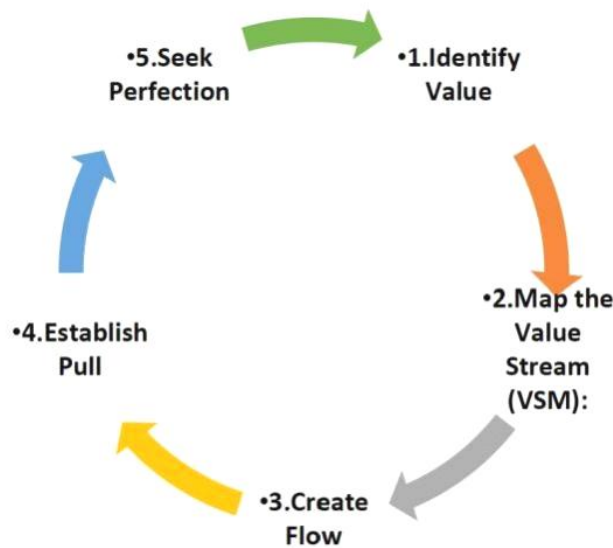 •1.Identify
Value
•2.Map the
Value
Stream
(VSM):
•3.Create
Flow
•4.Establish
Pull
•5.Seek
Perfection